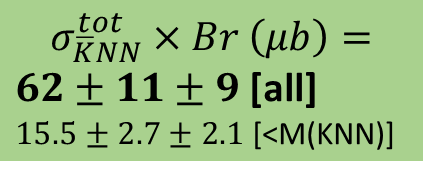 σ^{tot}_{K̅NN} × Br (μb) =
62 ± 11 ± 9 [all]
15.5 ± 2.7 ± 2.1 [<M(KNN)]